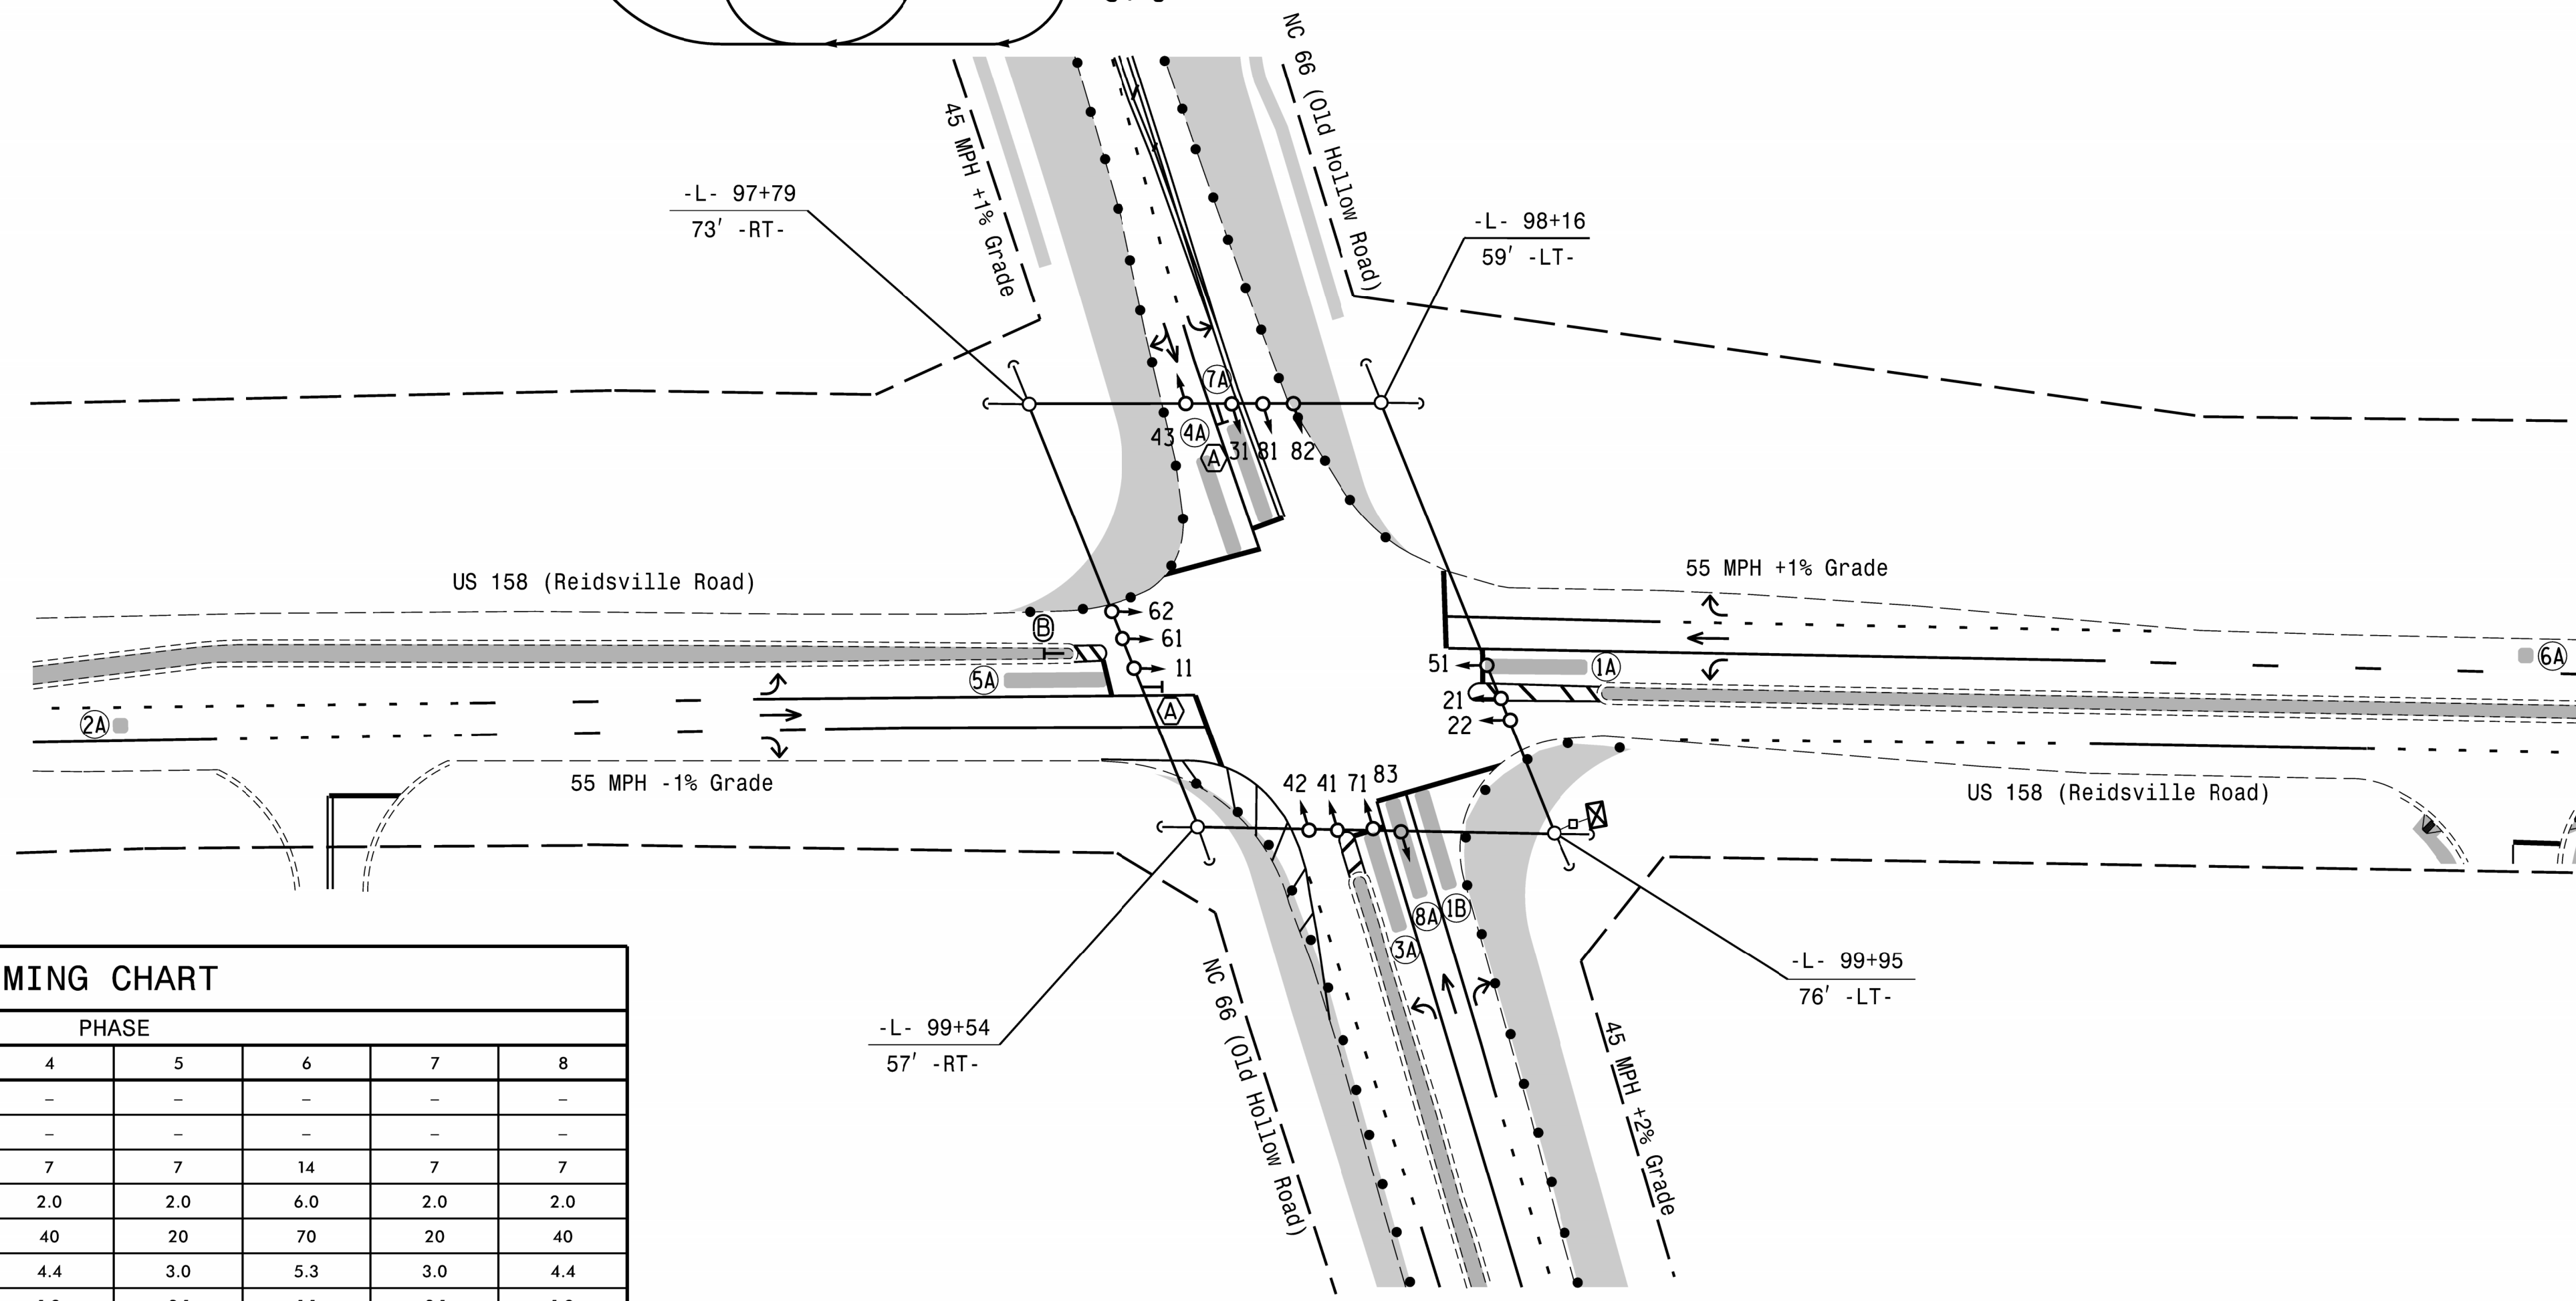 NC 66 (Old Hollow Road)
45 MPH +1% Grade
-L- 97+79
73' -RT-
-L- 98+16
59' -LT-
7A
43
4A
A
31
81
82
US 158 (Reidsville Road)
55 MPH +1% Grade
62
B
61
11
51
1A
6A
5A
21
22
A
2A
55 MPH -1% Grade
42
41
71
83
US 158 (Reidsville Road)
8A
1B
3A
-L- 99+95
76' -LT-
NC 66 (Old Hollow Road)
45 MPH +2% Grade
-L- 99+54
57' -RT-
MING CHART
PHASE
4 5 6 7 8
– – – – –
– – – – –
7 7 14 7 7
2.0 2.0 6.0 2.0 2.0
40 20 70 20 40
4.4 3.0 5.3 3.0 4.4